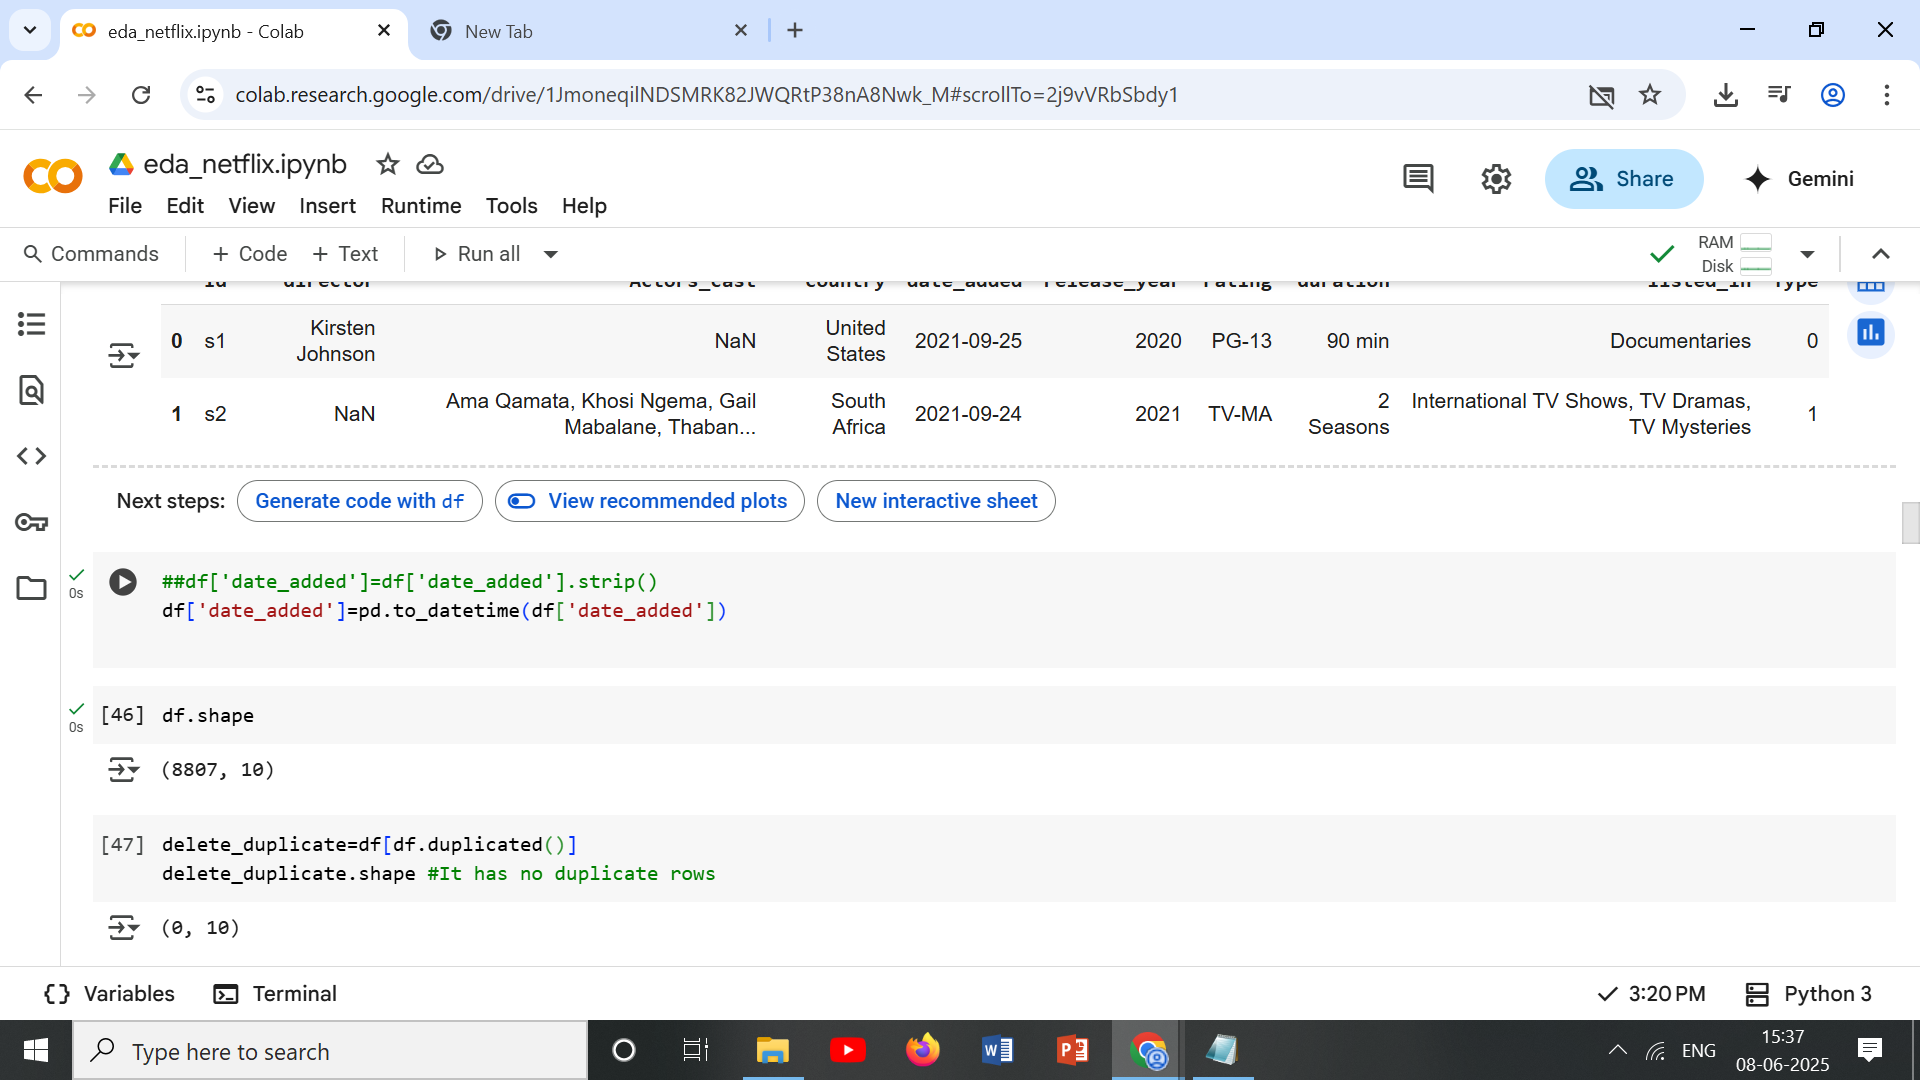 eda_netflix.ipynb - Colab
New Tab
colab.research.google.com/drive/1JmoneqilNDSMRK82JWQRtP38nA8Nwk_M#scrollTo=2j9vVRbSbdy1
eda_netflix.ipynb
File Edit View Insert Runtime Tools Help
Share
Gemini
Commands + Code + Text Run all
RAM
Disk
id director Actors_cast country date_added release_year rating duration listed_in Type
0 s1 Kirsten Johnson NaN United States 2021-09-25 2020 PG-13 90 min Documentaries 0
1 s2 NaN Ama Qamata, Khosi Ngema, Gail Mabalane, Thaban... South Africa 2021-09-24 2021 TV-MA 2 Seasons International TV Shows, TV Dramas, TV Mysteries 1
Next steps: Generate code with df View recommended plots New interactive sheet
0s
##df['date_added']=df['date_added'].strip()
df['date_added']=pd.to_datetime(df['date_added'])
0s
[46] df.shape
(8807, 10)
[47] delete_duplicate=df[df.duplicated()]
delete_duplicate.shape #It has no duplicate rows
(0, 10)
Variables Terminal 3:20 PM Python 3
Type here to search
ENG
15:37
08-06-2025